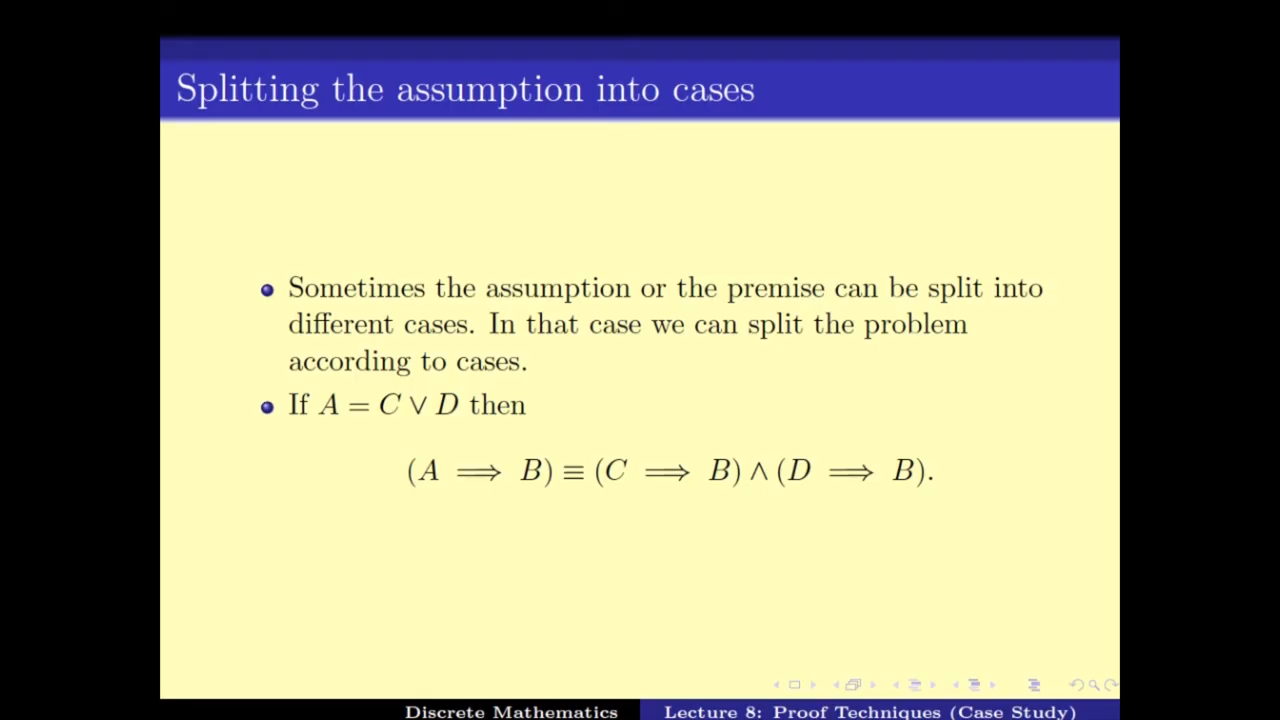 Splitting the assumption into cases
Sometimes the assumption or the premise can be split into
different cases. In that case we can split the problem
according to cases.
If A = C ∨ D then
(A ⟹ B) ≡ (C ⟹ B) ∧ (D ⟹ B).
Discrete Mathematics
Lecture 8: Proof Techniques (Case Study)